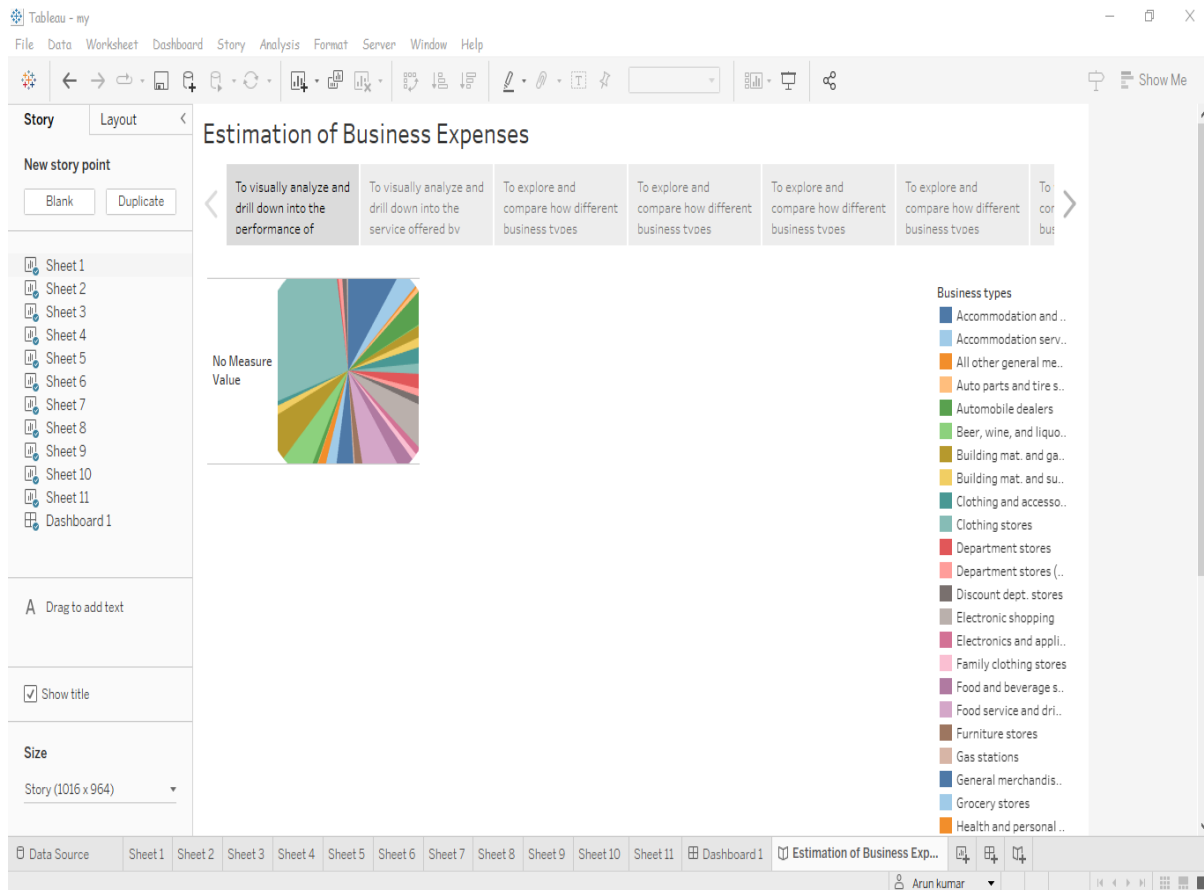 Tableau - my
File Data Worksheet Dashboard Story Analysis Format Server Window Help
Show Me
Story Layout
New story point
Blank Duplicate
Sheet 1
Sheet 2
Sheet 3
Sheet 4
Sheet 5
Sheet 6
Sheet 7
Sheet 8
Sheet 9
Sheet 10
Sheet 11
Dashboard 1
A Drag to add text
Show title
Size
Story (1016 x 964)
Estimation of Business Expenses
To visually analyze and
drill down into the
performance of
To visually analyze and
drill down into the
service offered by
To explore and
compare how different
business types
To explore and
compare how different
business types
To explore and
compare how different
business types
To explore and
compare how different
business types
To
cor
bus
No Measure
Value
Business types
Accommodation and ..
Accommodation serv..
All other general me..
Auto parts and tire s..
Automobile dealers
Beer, wine, and liquo..
Building mat. and ga..
Building mat. and su..
Clothing and accesso..
Clothing stores
Department stores
Department stores (..
Discount dept. stores
Electronic shopping
Electronics and appli..
Family clothing stores
Food and beverage s..
Food service and dri..
Furniture stores
Gas stations
General merchandis..
Grocery stores
Health and personal ..
Data Source Sheet 1 Sheet 2 Sheet 3 Sheet 4 Sheet 5 Sheet 6 Sheet 7 Sheet 8 Sheet 9 Sheet 10 Sheet 11 Dashboard 1 Estimation of Business Exp...
Arun kumar